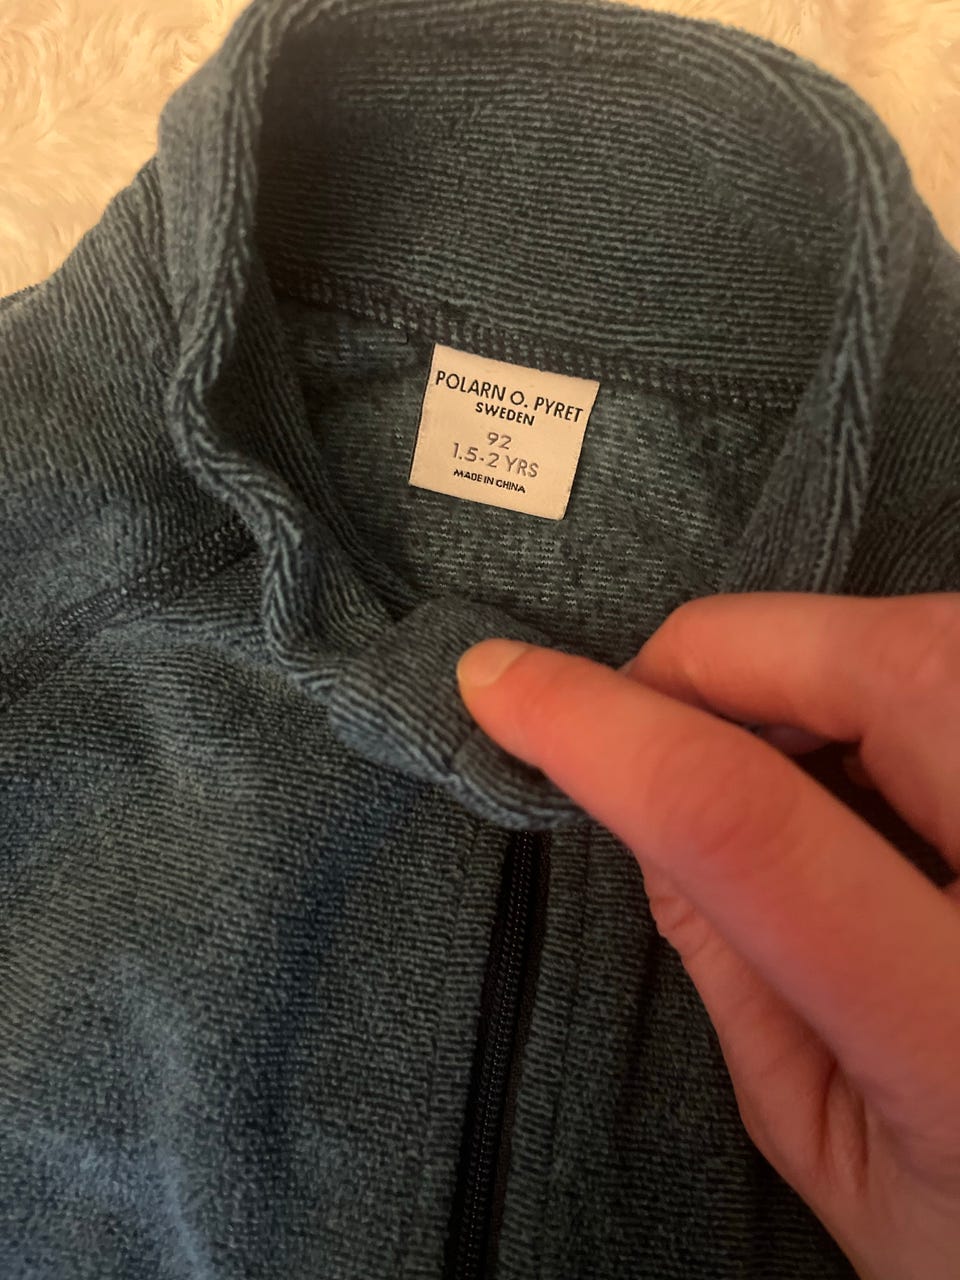 POLARN O. PYRET
SWEDEN
92
1.5-2 YRS
MADE IN CHINA